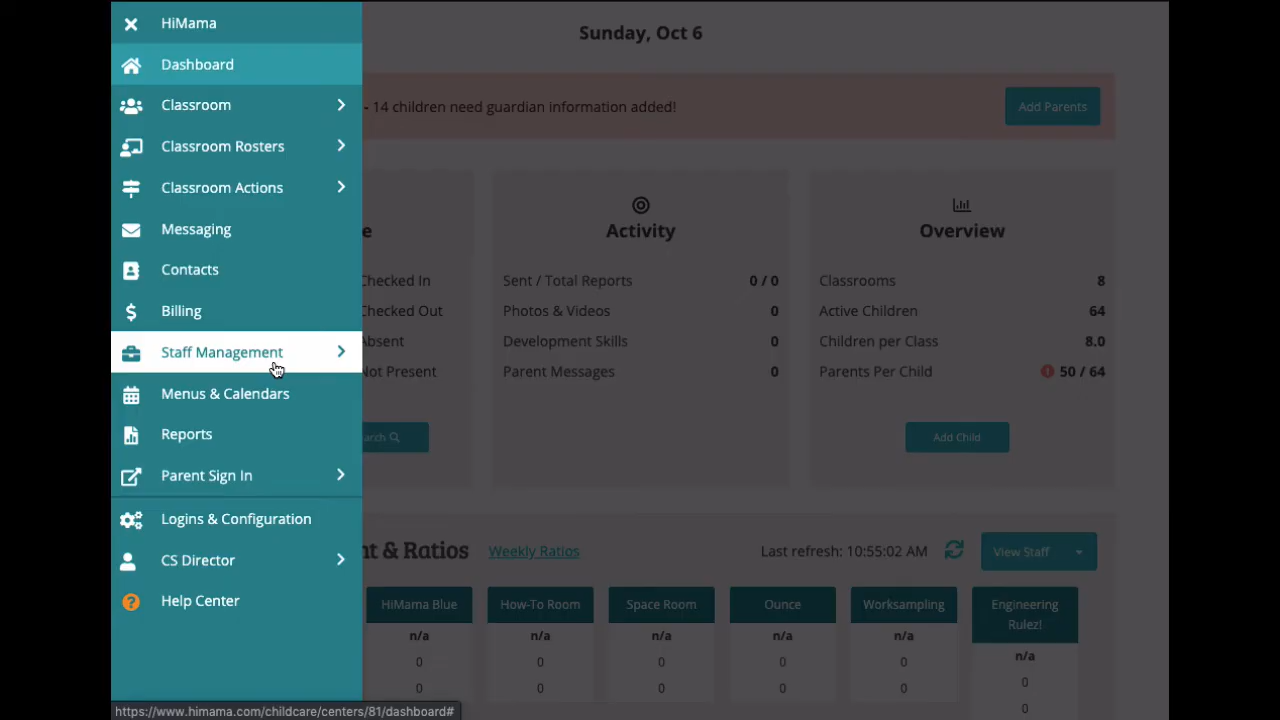 HiMama
Dashboard
Classroom
Classroom Rosters
Classroom Actions
Messaging
Contacts
Billing
Staff Management
Menus & Calendars
Reports
Parent Sign In
Logins & Configuration
CS Director
Help Center
Sunday, Oct 6
- 14 children need guardian information added!
Add Parents
Checked In
Checked Out
Absent
Not Present
Activity
Sent / Total Reports 0 / 0
Photos & Videos 0
Development Skills 0
Parent Messages 0
Overview
Classrooms 8
Active Children 64
Children per Class 8.0
Parents Per Child 50 / 64
Add Child
& Ratios Weekly Ratios Last refresh: 10:55:02 AM View Staff
HiMama Blue How-To Room Space Room Ounce Worksampling Engineering Rulez!
n/a n/a n/a n/a n/a n/a
0 0 0 0 0 0
0 0 0 0 0 0
https://www.himama.com/childcare/centers/81/dashboard#